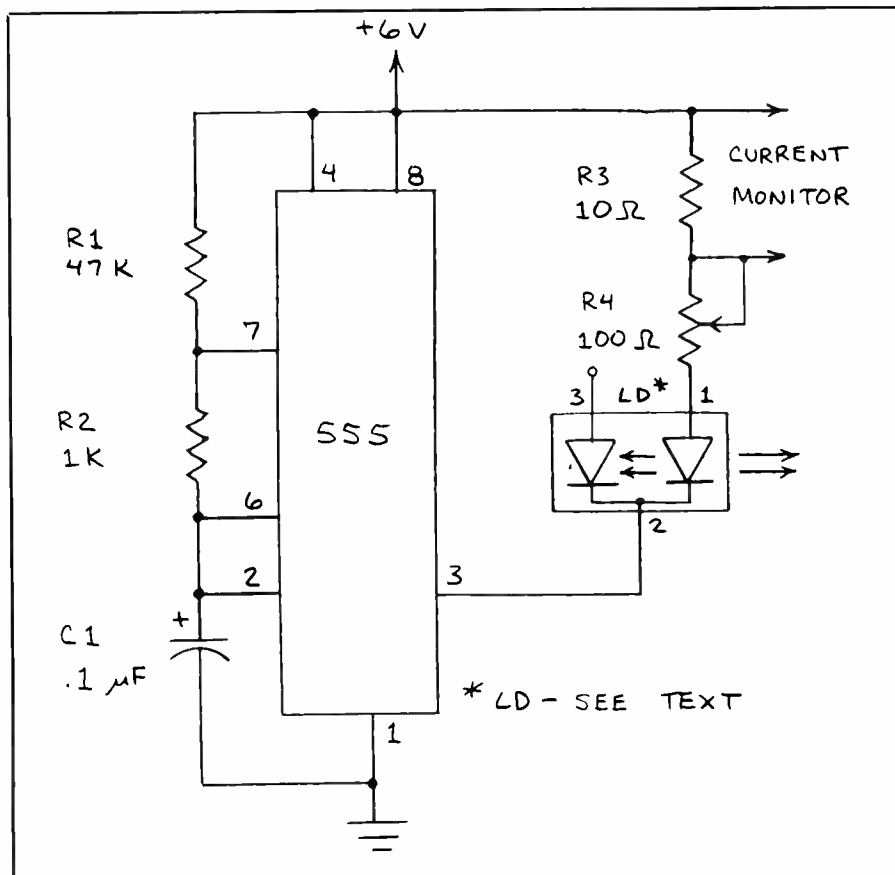 +6V
4
8
R1
47K
7
R2
1K
555
6
2
+
C1
.1 µF
1
3
R3
10Ω
CURRENT
MONITOR
R4
100Ω
3
LD*
1
2
* LD - SEE TEXT